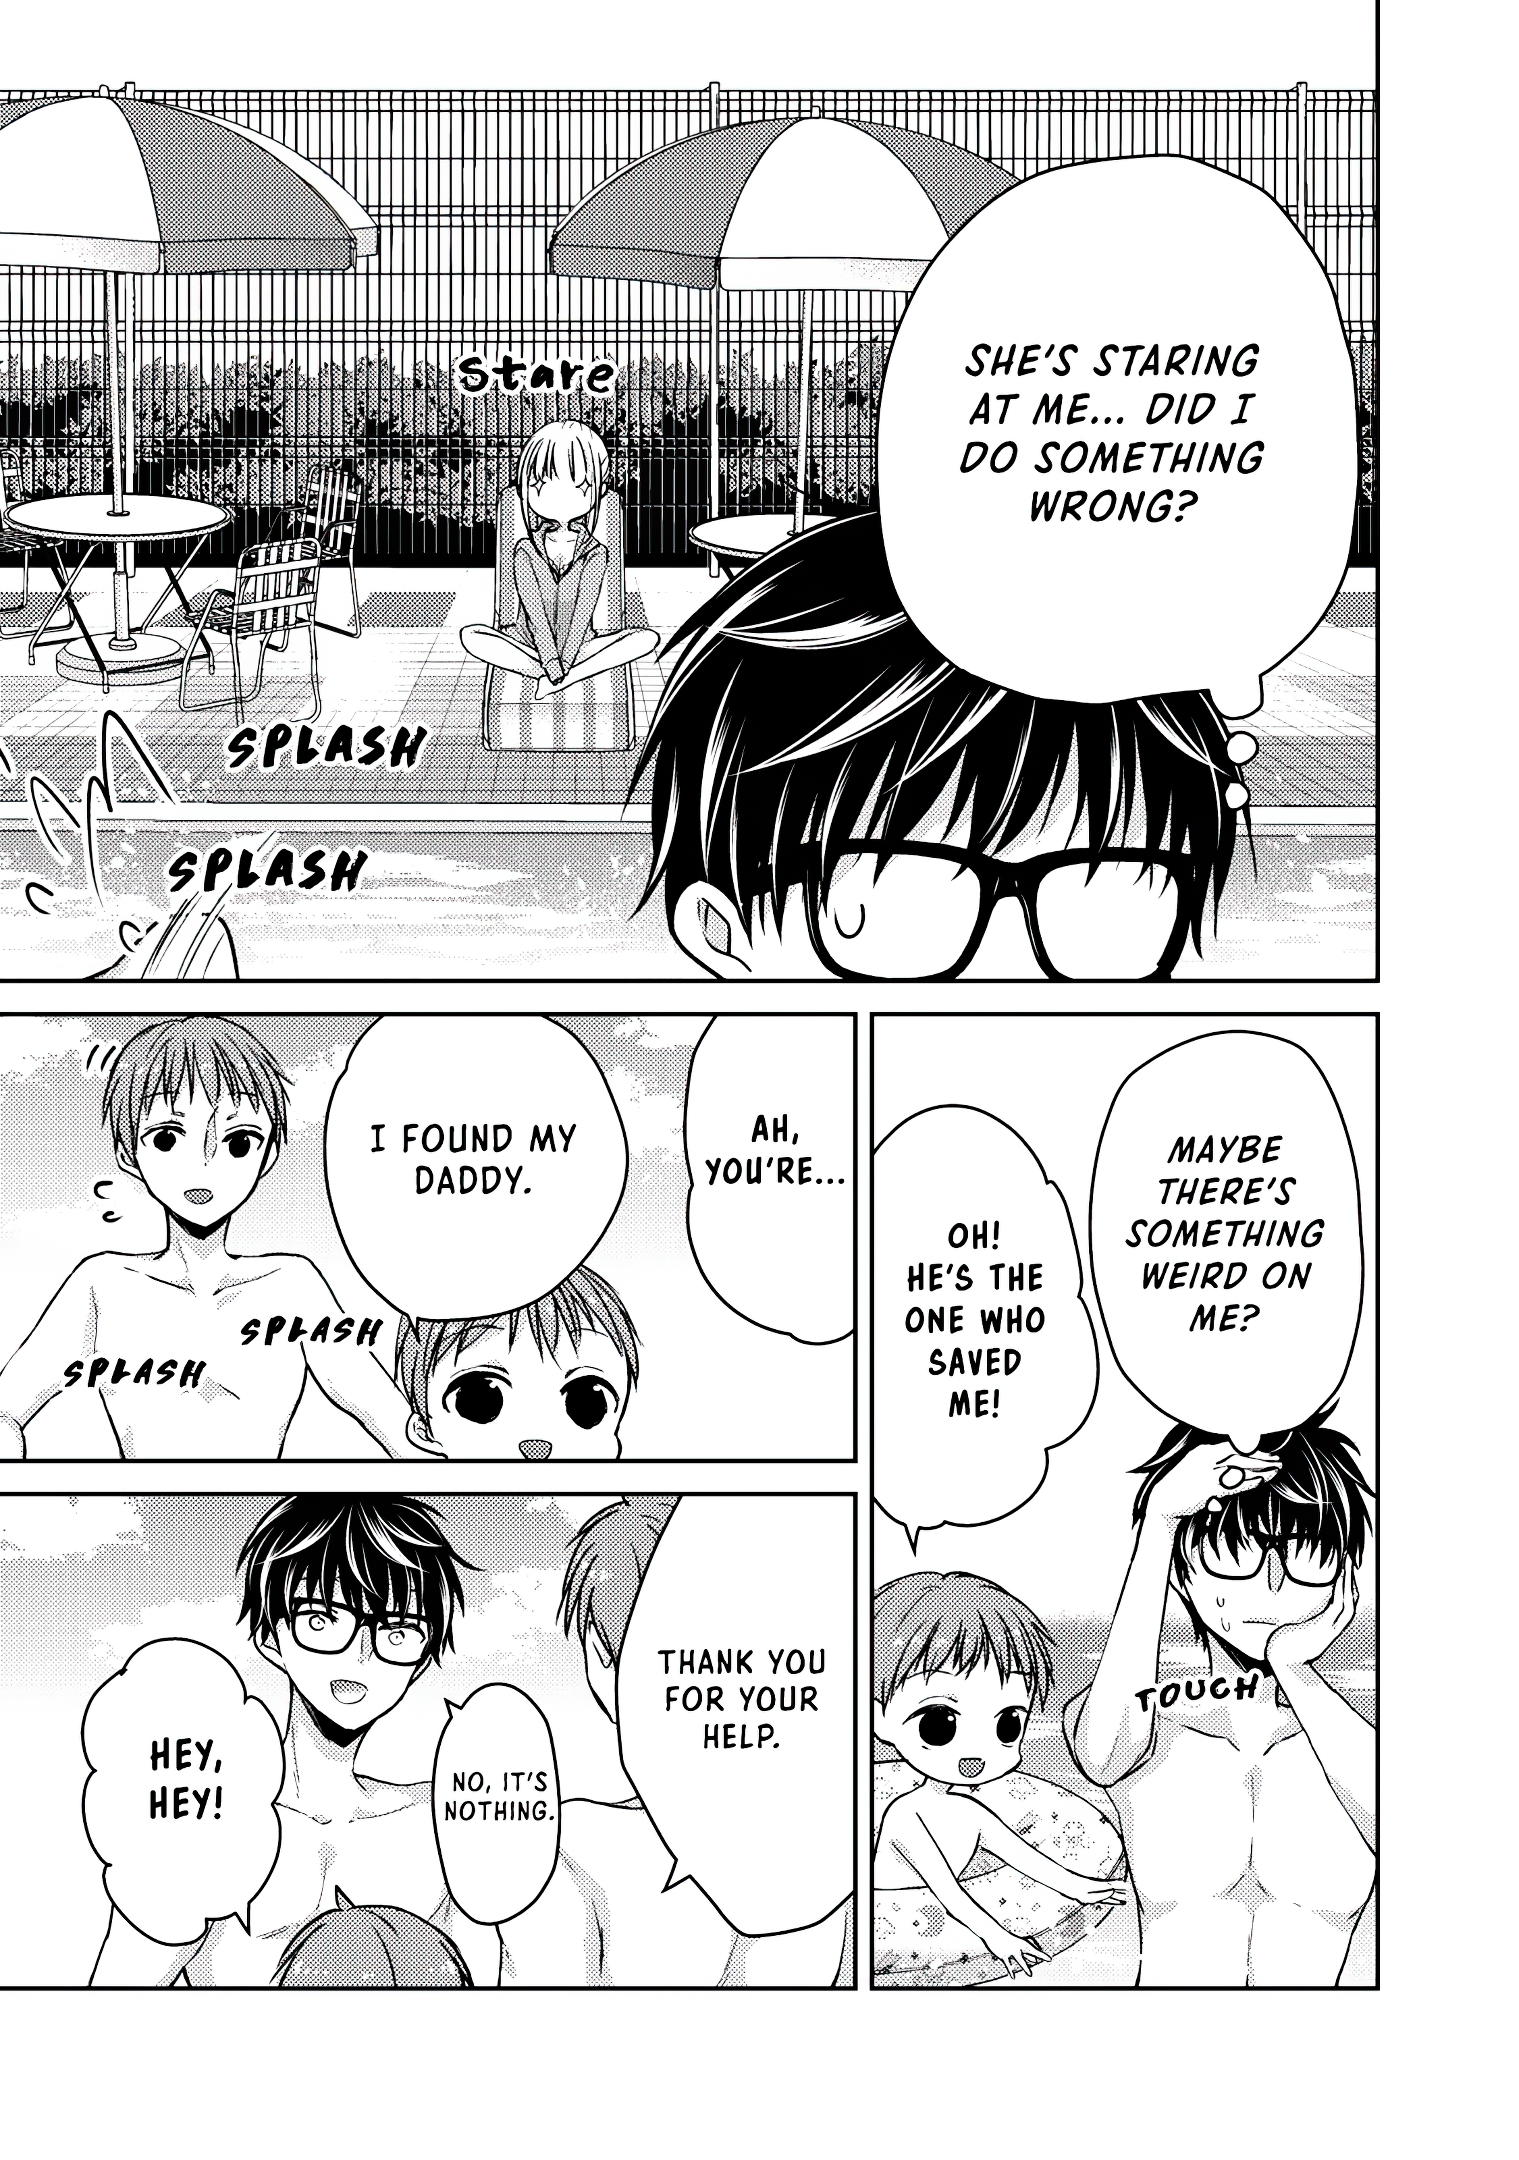 SHE'S STARING
AT ME... DID I
DO SOMETHING
WRONG?
Stare
SPLASH
SPLASH
MAYBE
THERE'S
SOMETHING
WEIRD ON
ME?
TOUCH
OH!
HE'S THE
ONE WHO
SAVED
ME!
AH,
YOU'RE...
I FOUND MY
DADDY.
SPLASH
SPLASH
THANK YOU
FOR YOUR
HELP.
NO, IT'S
NOTHING.
HEY,
HEY!